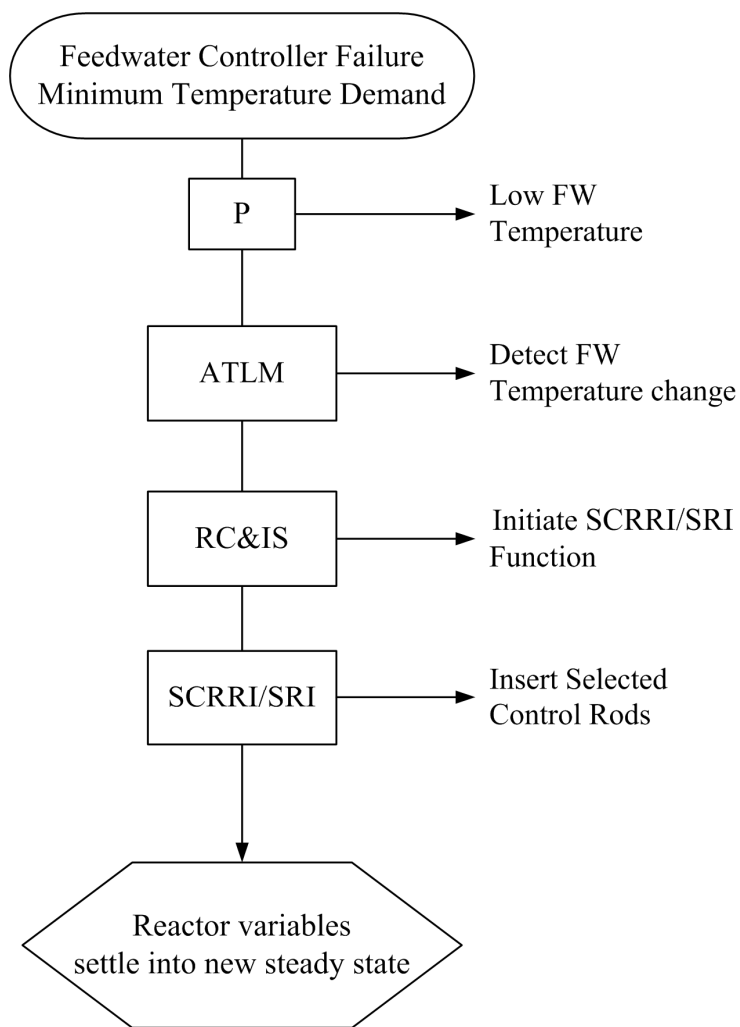 Feedwater Controller Failure
Minimum Temperature Demand
P
Low FW
Temperature
ATLM
Detect FW
Temperature change
RC&IS
Initiate SCRRI/SRI
Function
SCRRI/SRI
Insert Selected
Control Rods
Reactor variables
settle into new steady state